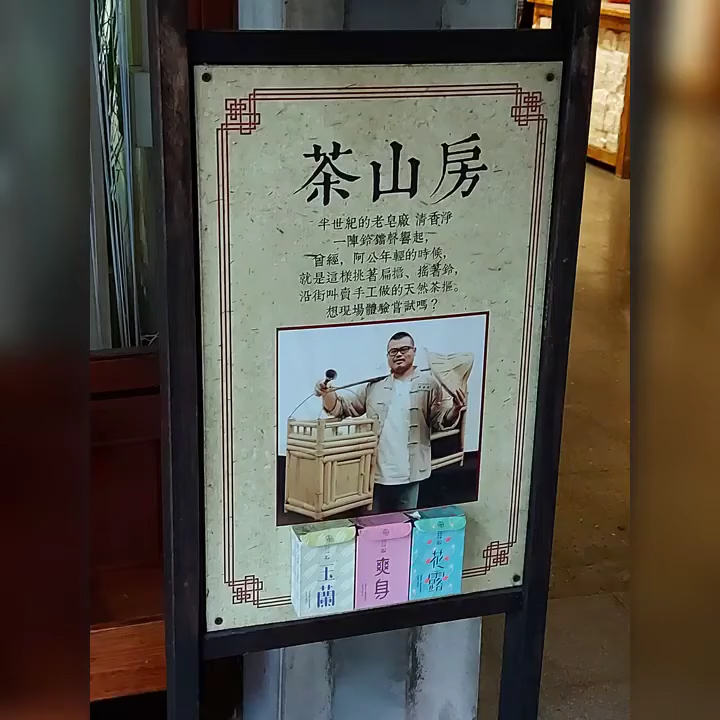 茶山房
半世紀的老皂廠 清香淨
一陣鈴鐺聲響起，
曾經，阿公年輕的時候，
就是這樣挑著扁擔、搖著鈴，
沿街叫賣手工做的天然茶摳。
想現場體驗嘗試嗎？
玉蘭
爽身
花露